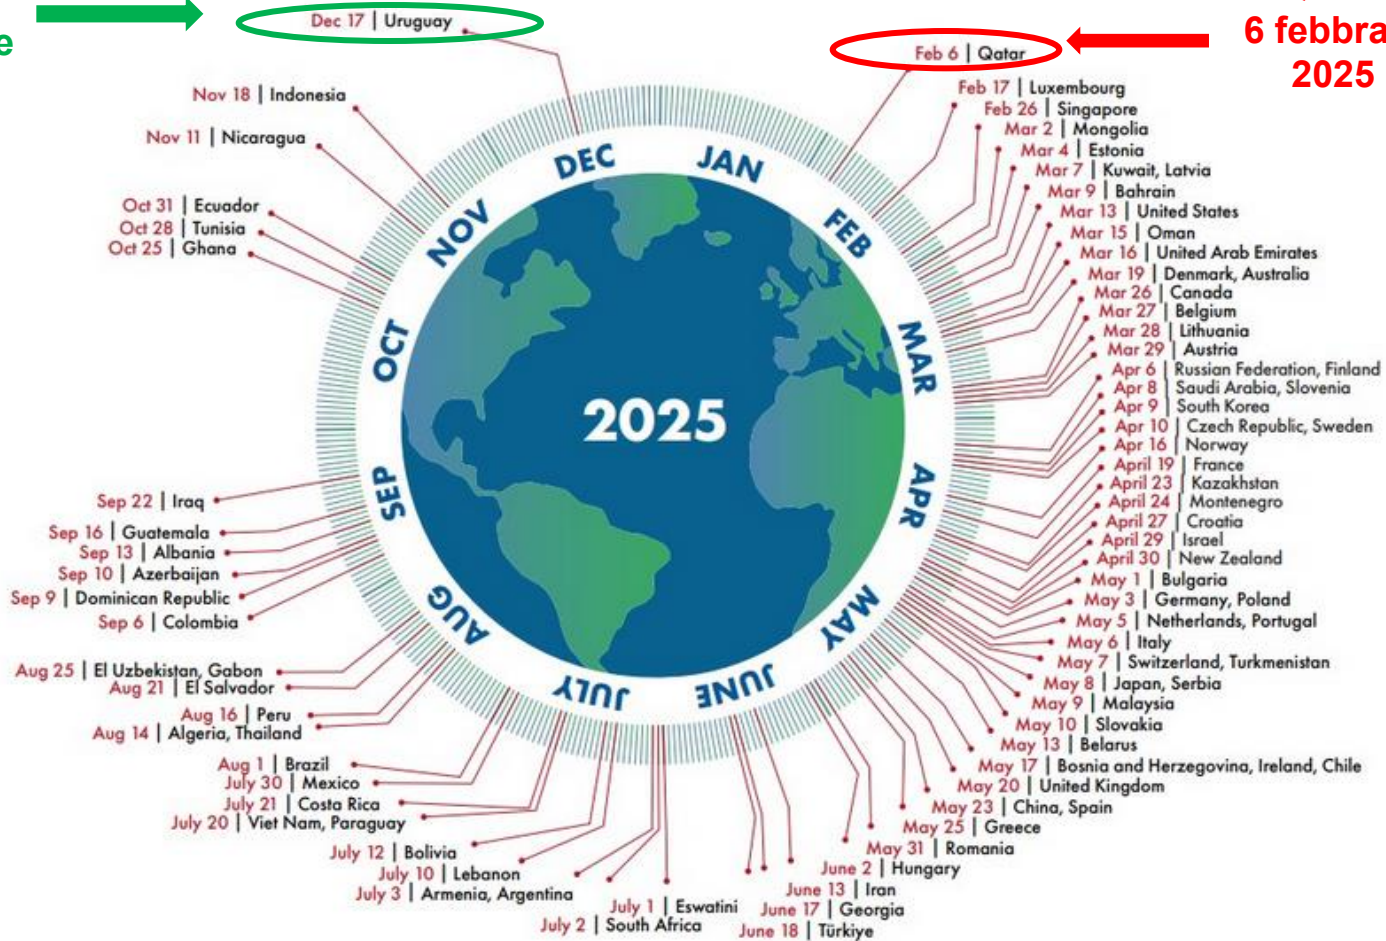 e
Dec 17 | Uruguay
6 febbra
2025
Feb 6 | Qatar
Feb 17 | Luxembourg
Feb 26 | Singapore
Mar 2 | Mongolia
Mar 4 | Estonia
Mar 7 | Kuwait, Latvia
Mar 9 | Bahrain
Mar 13 | United States
Mar 15 | Oman
Mar 16 | United Arab Emirates
Mar 19 | Denmark, Australia
Mar 26 | Canada
Mar 27 | Belgium
Mar 28 | Lithuania
Mar 29 | Austria
Apr 6 | Russian Federation, Finland
Apr 8 | Saudi Arabia, Slovenia
Apr 9 | South Korea
Apr 10 | Czech Republic, Sweden
Apr 16 | Norway
April 19 | France
April 23 | Kazakhstan
April 24 | Montenegro
April 27 | Croatia
April 29 | Israel
April 30 | New Zealand
May 1 | Bulgaria
May 3 | Germany, Poland
May 5 | Netherlands, Portugal
May 6 | Italy
May 7 | Switzerland, Turkmenistan
May 8 | Japan, Serbia
May 9 | Malaysia
May 10 | Slovakia
May 13 | Belarus
May 17 | Bosnia and Herzegovina, Ireland, Chile
May 20 | United Kingdom
May 23 | China, Spain
May 25 | Greece
May 31 | Romania
June 2 | Hungary
June 13 | Iran
June 17 | Georgia
June 18 | Türkiye
July 1 | Eswatini
July 2 | South Africa
July 3 | Armenia, Argentina
July 10 | Lebanon
July 12 | Bolivia
July 20 | Viet Nam, Paraguay
July 21 | Costa Rica
July 30 | Mexico
Aug 1 | Brazil
Aug 14 | Algeria, Thailand
Aug 16 | Peru
Aug 21 | El Salvador
Aug 25 | El Uzbekistan, Gabon
Sep 6 | Colombia
Sep 9 | Dominican Republic
Sep 10 | Azerbaijan
Sep 13 | Albania
Sep 16 | Guatemala
Sep 22 | Iraq
Oct 25 | Ghana
Oct 28 | Tunisia
Oct 31 | Ecuador
Nov 11 | Nicaragua
Nov 18 | Indonesia
JAN
FEB
MAR
APR
MAY
JUNE
JULY
AUG
SEP
OCT
NOV
DEC
2025